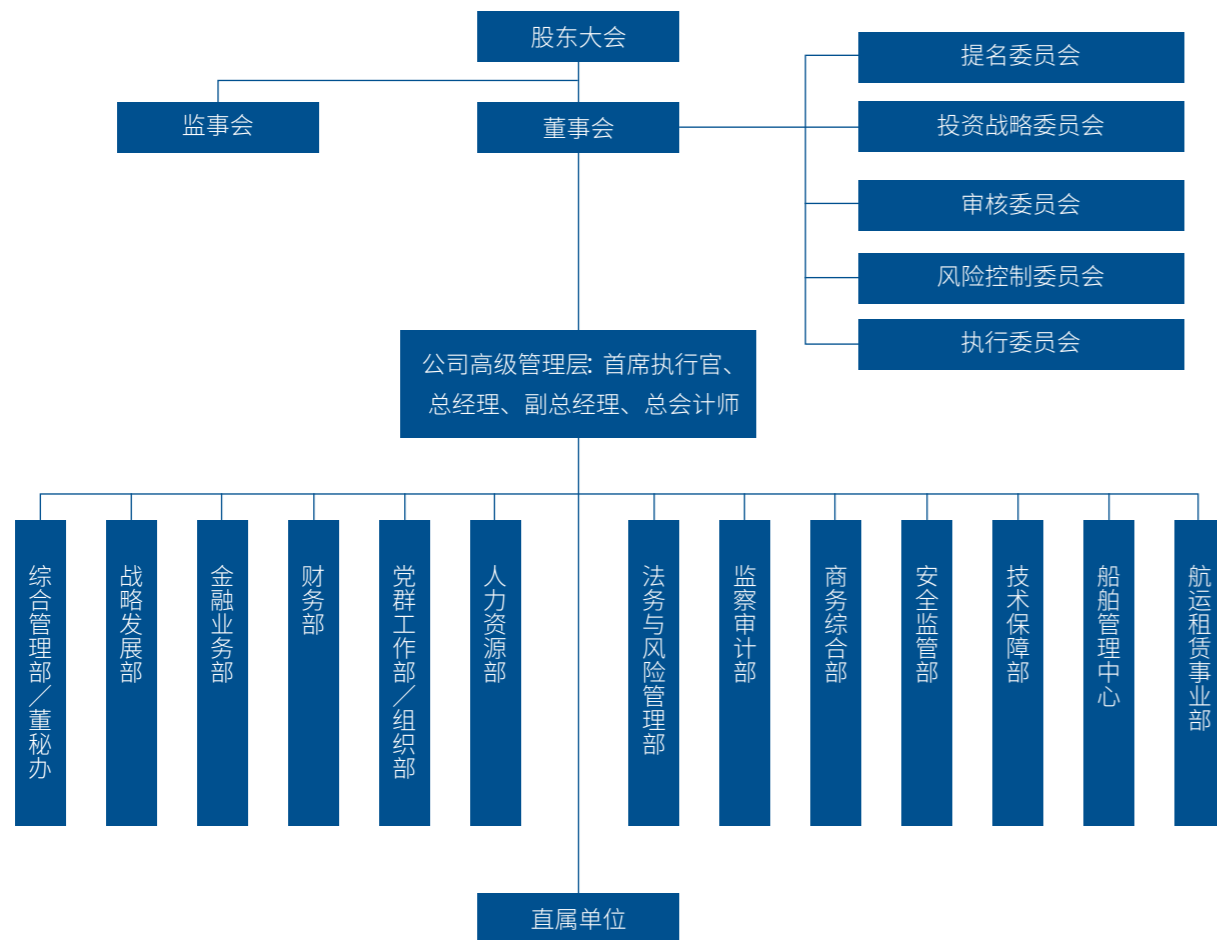 股东大会
提名委员会
监事会
董事会
投资战略委员会
审核委员会
风险控制委员会
执行委员会
公司高级管理层: 首席执行官、
总经理、副总经理、总会计师
综合管理部/董秘办
战略发展部
金融业务部
财务部
党群工作部/组织部
人力资源部
法务与风险管理部
监察审计部
商务综合部
安全监管部
技术保障部
船舶管理中心
航运租赁事业部
直属单位